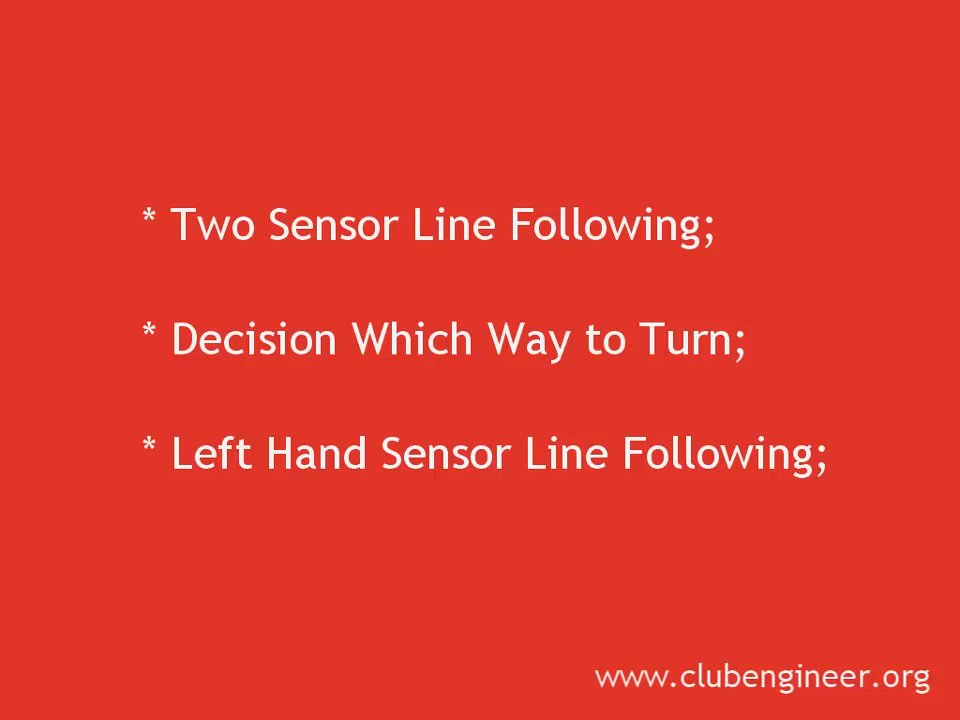 * Two Sensor Line Following;
* Decision Which Way to Turn;
* Left Hand Sensor Line Following;
www.clubengineer.org